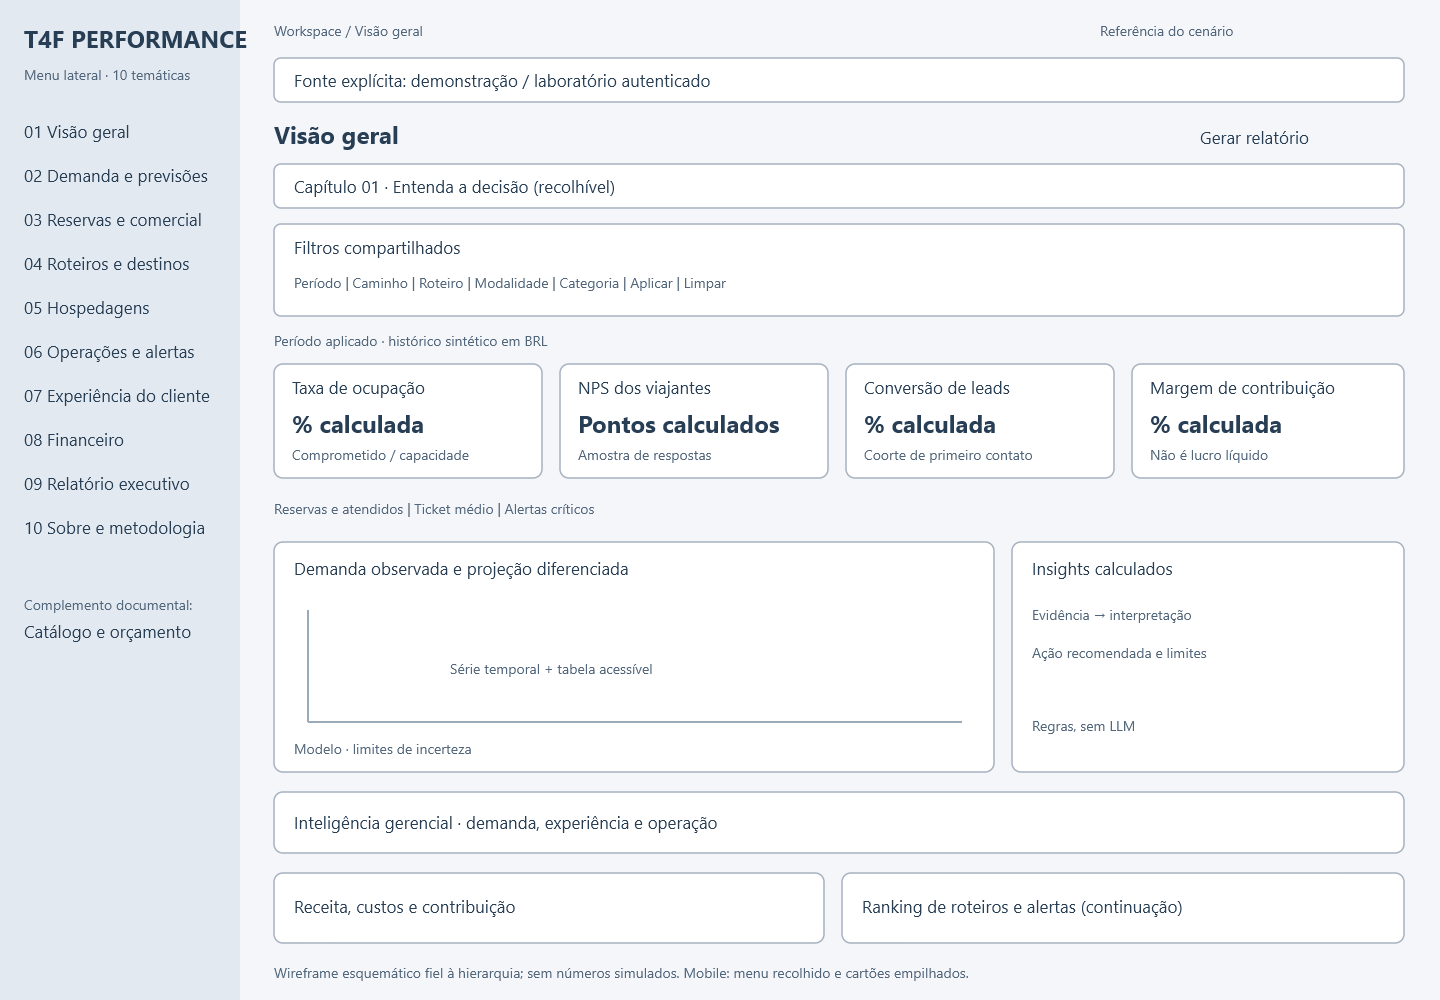 T4F PERFORMANCE
Menu lateral · 10 temáticas
01 Visão geral
02 Demanda e previsões
03 Reservas e comercial
04 Roteiros e destinos
05 Hospedagens
06 Operações e alertas
07 Experiência do cliente
08 Financeiro
09 Relatório executivo
10 Sobre e metodologia
Complemento documental:
Catálogo e orçamento
Workspace / Visão geral
Referência do cenário
Fonte explícita: demonstração / laboratório autenticado
Visão geral
Gerar relatório
Capítulo 01 · Entenda a decisão (recolhível)
Filtros compartilhados
Período | Caminho | Roteiro | Modalidade | Categoria | Aplicar | Limpar
Período aplicado · histórico sintético em BRL
Taxa de ocupação
% calculada
Comprometido / capacidade
NPS dos viajantes
Pontos calculados
Amostra de respostas
Conversão de leads
% calculada
Coorte de primeiro contato
Margem de contribuição
% calculada
Não é lucro líquido
Reservas e atendidos | Ticket médio | Alertas críticos
Demanda observada e projeção diferenciada
Série temporal + tabela acessível
Modelo · limites de incerteza
Insights calculados
Evidência → interpretação
Ação recomendada e limites
Regras, sem LLM
Inteligência gerencial · demanda, experiência e operação
Receita, custos e contribuição
Ranking de roteiros e alertas (continuação)
Wireframe esquemático fiel à hierarquia; sem números simulados. Mobile: menu recolhido e cartões empilhados.